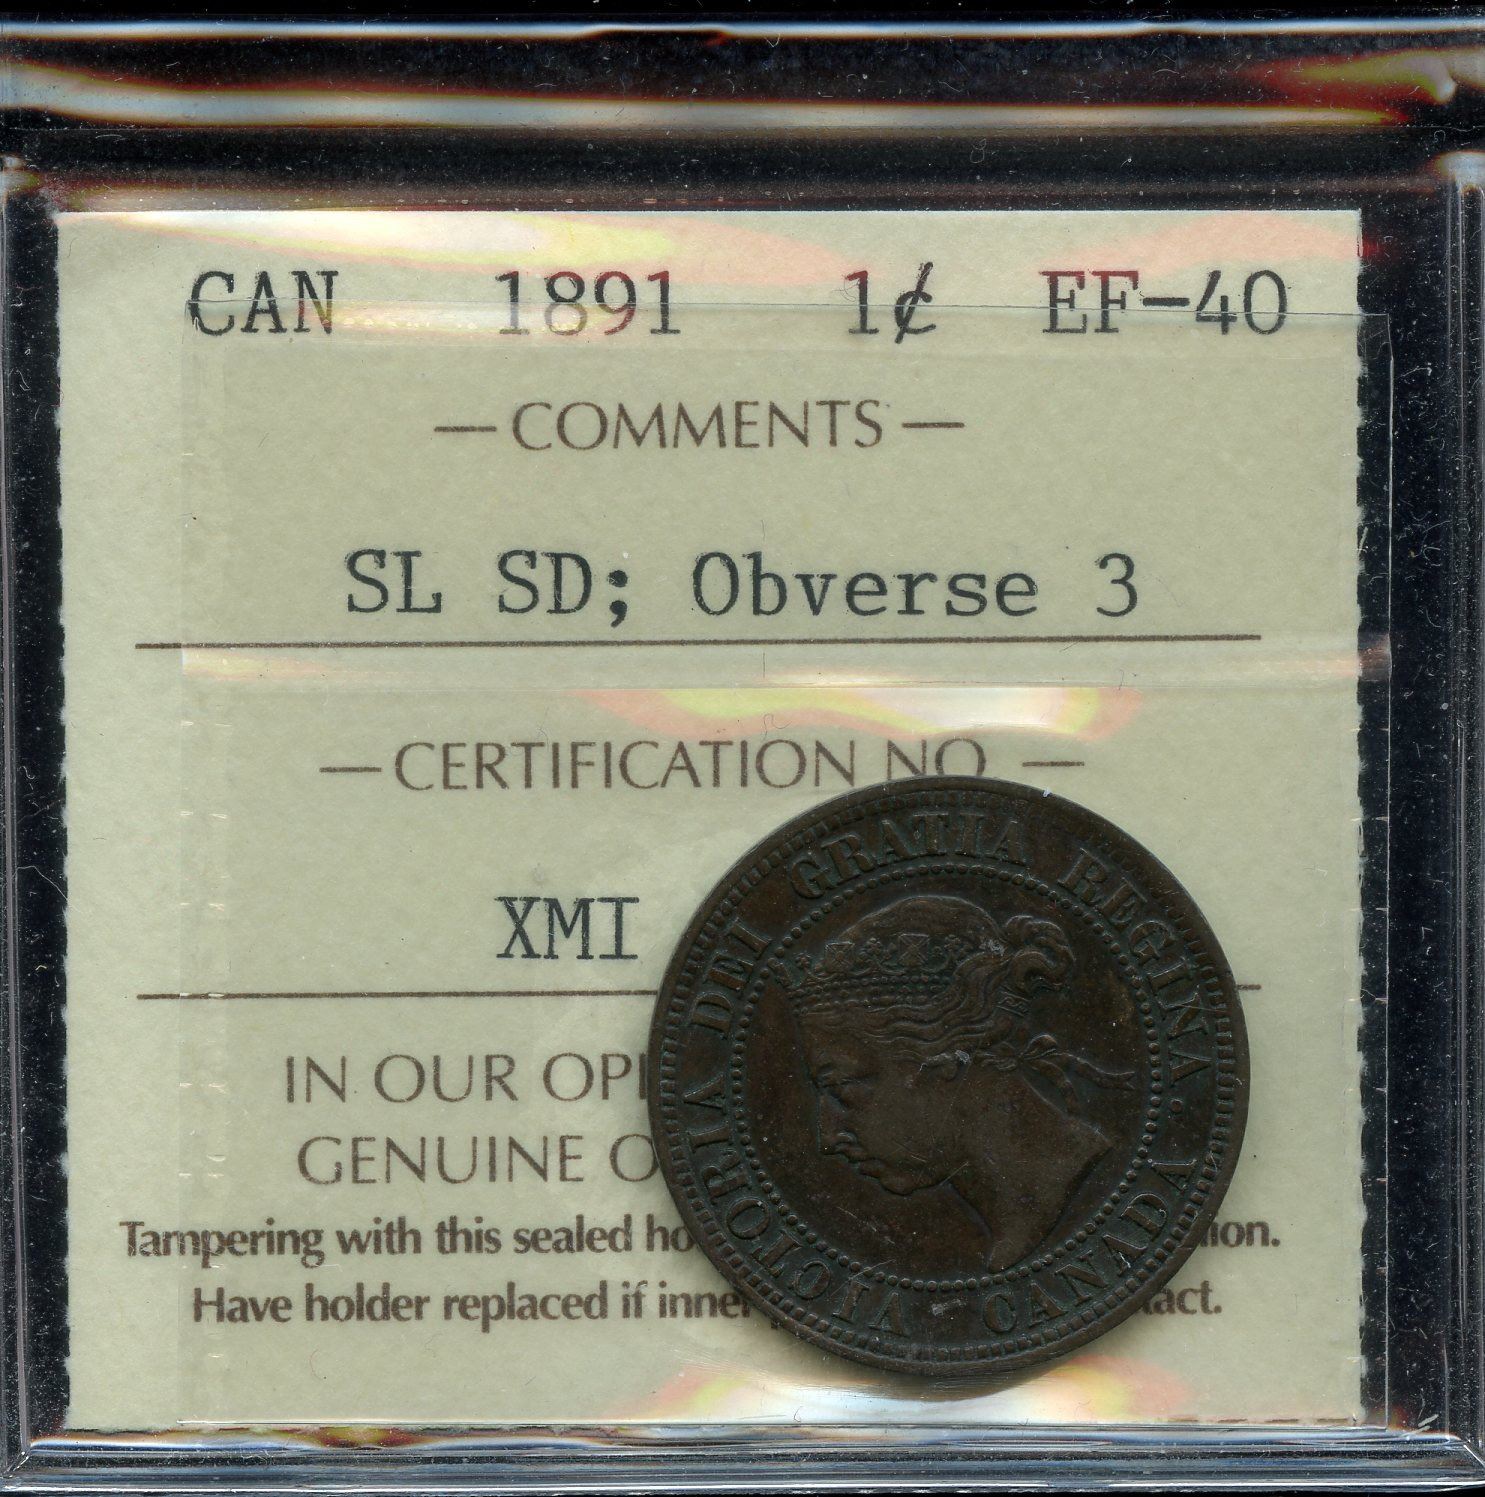 CAN 1891 1¢ EF-40
— COMMENTS —
SL SD; Obverse 3
— CERTIFICATION NO —
XMI
IN OUR OPI
GENUINE O
Tampering with this sealed ho ion.
Have holder replaced if inner act.
VICTORIA DEI GRATIA REGINA. CANADA